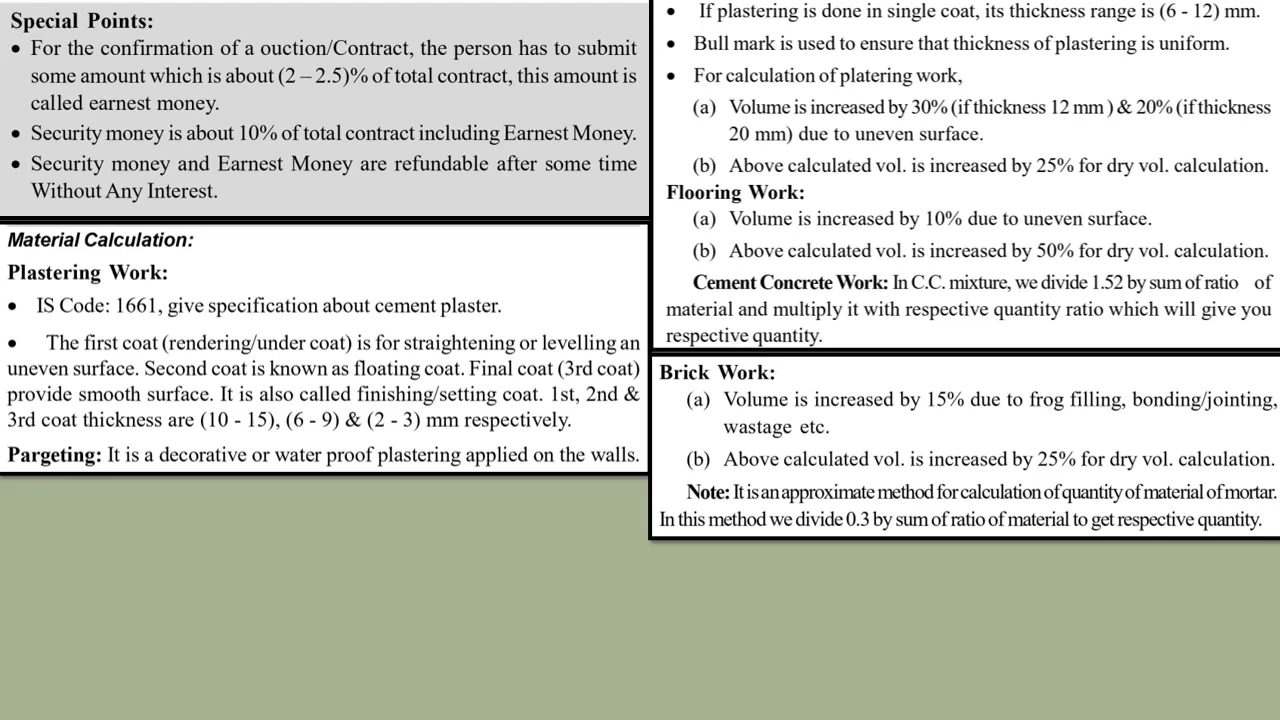 Special Points:
• For the confirmation of a ouction/Contract, the person has to submit
some amount which is about (2 – 2.5)% of total contract, this amount is
called earnest money.
• Security money is about 10% of total contract including Earnest Money.
• Security money and Earnest Money are refundable after some time
Without Any Interest.
Material Calculation:
Plastering Work:
• IS Code: 1661, give specification about cement plaster.
• The first coat (rendering/under coat) is for straightening or levelling an
uneven surface. Second coat is known as floating coat. Final coat (3rd coat)
provide smooth surface. It is also called finishing/setting coat. 1st, 2nd &
3rd coat thickness are (10 - 15), (6 - 9) & (2 - 3) mm respectively.
Pargeting: It is a decorative or water proof plastering applied on the walls.
• If plastering is done in single coat, its thickness range is (6 - 12) mm.
• Bull mark is used to ensure that thickness of plastering is uniform.
• For calculation of platering work,
(a) Volume is increased by 30% (if thickness 12 mm ) & 20% (if thickness
20 mm) due to uneven surface.
(b) Above calculated vol. is increased by 25% for dry vol. calculation.
Flooring Work:
(a) Volume is increased by 10% due to uneven surface.
(b) Above calculated vol. is increased by 50% for dry vol. calculation.
Cement Concrete Work: In C.C. mixture, we divide 1.52 by sum of ratio of
material and multiply it with respective quantity ratio which will give you
respective quantity.
Brick Work:
(a) Volume is increased by 15% due to frog filling, bonding/jointing,
wastage etc.
(b) Above calculated vol. is increased by 25% for dry vol. calculation.
Note: It is an approximate method for calculation of quantity of material of mortar.
In this method we divide 0.3 by sum of ratio of material to get respective quantity.